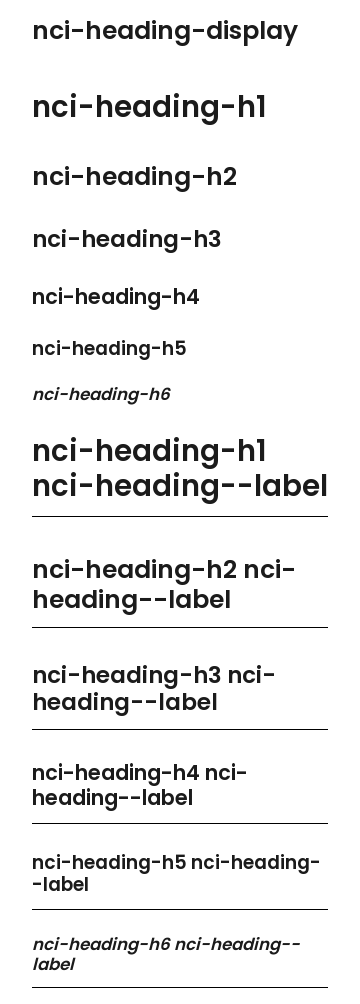 nci-heading-display
nci-heading-h1
nci-heading-h2
nci-heading-h3
nci-heading-h4
nci-heading-h5
nci-heading-h6
nci-heading-h1
nci-heading--label
nci-heading-h2 nci-
heading--label
nci-heading-h3 nci-
heading--label
nci-heading-h4 nci-
heading--label
nci-heading-h5 nci-heading-
-label
nci-heading-h6 nci-heading--
label